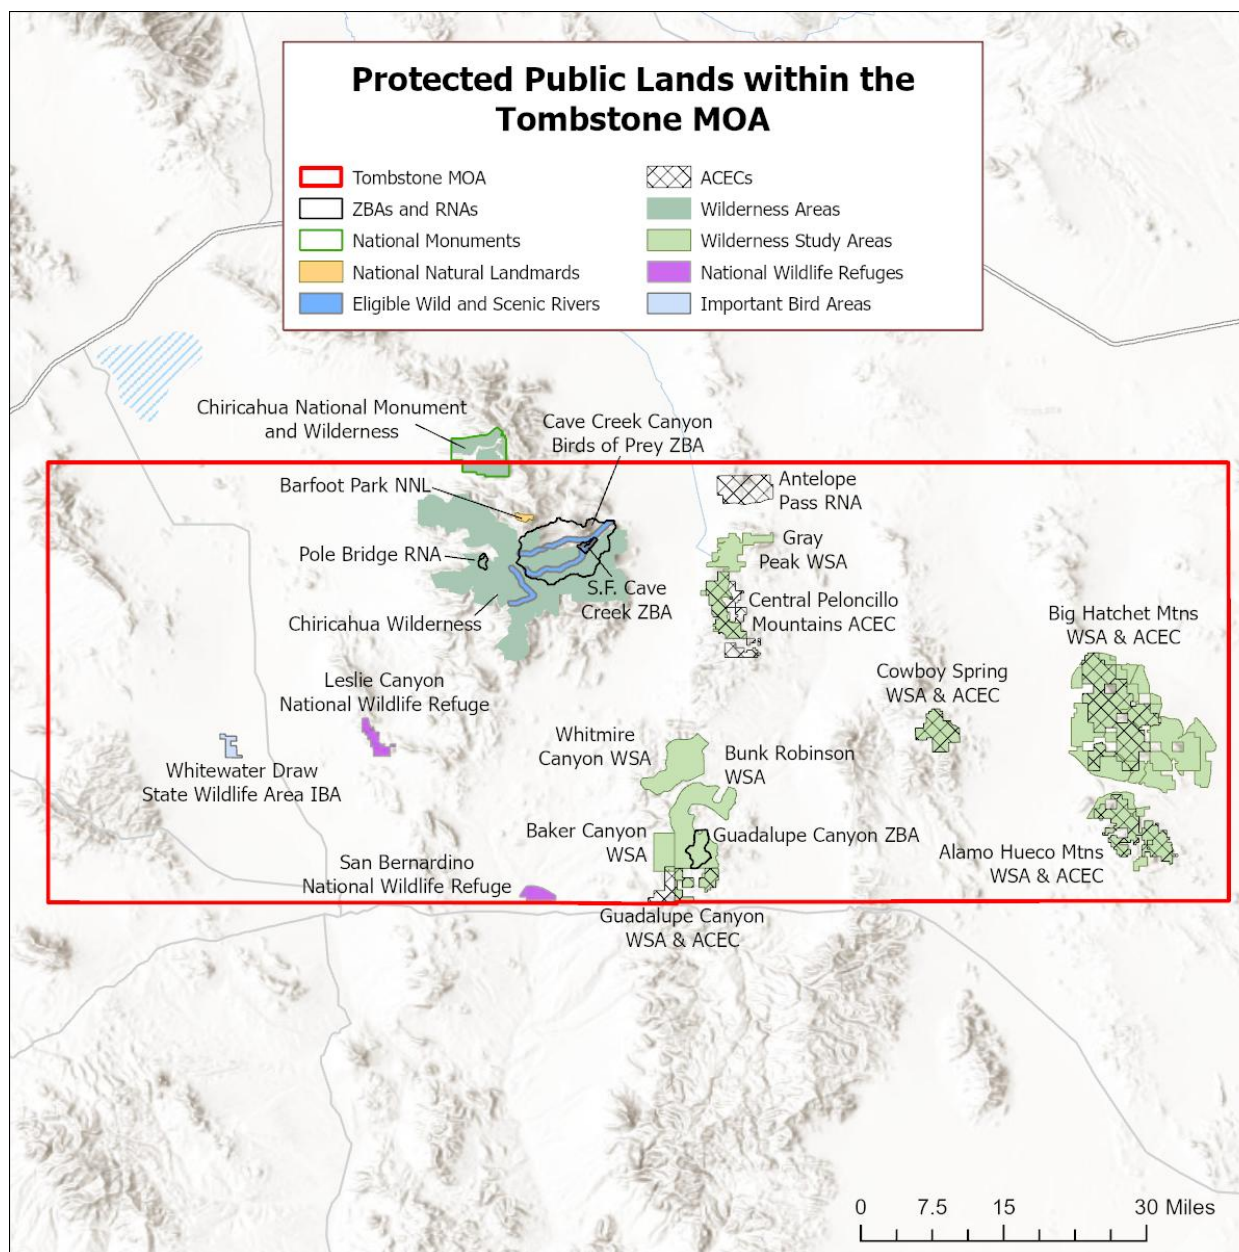 Protected Public Lands within the
Tombstone MOA
Tombstone MOA
ZBAs and RNAs
National Monuments
National Natural Landmards
Eligible Wild and Scenic Rivers
ACECs
Wilderness Areas
Wilderness Study Areas
National Wildlife Refuges
Important Bird Areas
Chiricahua National Monument
and Wilderness
Cave Creek Canyon
Birds of Prey ZBA
Barfoot Park NNL
Antelope
Pass RNA
Pole Bridge RNA
Gray
Peak WSA
S.F. Cave
Creek ZBA
Chiricahua Wilderness
Central Peloncillo
Mountains ACEC
Big Hatchet Mtns
WSA & ACEC
Leslie Canyon
National Wildlife Refuge
Cowboy Spring
WSA & ACEC
Whitewater Draw
State Wildlife Area IBA
Whitmire
Canyon WSA
Bunk Robinson
WSA
Baker Canyon
WSA
Guadalupe Canyon ZBA
Alamo Hueco Mtns
WSA & ACEC
San Bernardino
National Wildlife Refuge
Guadalupe Canyon
WSA & ACEC
0 7.5 15 30 Miles